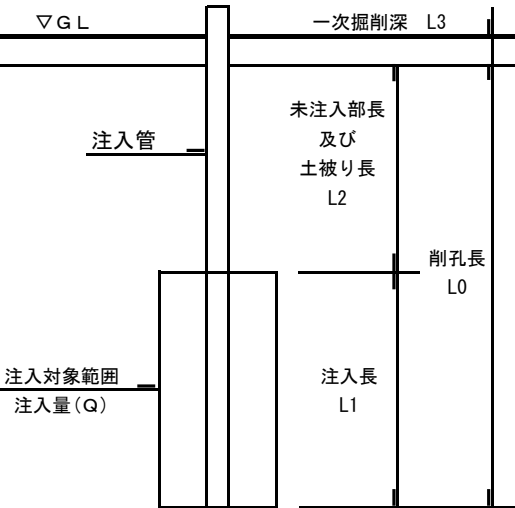 ▽GL
一次掘削深 L3
未注入部長
及び
土被り長
L2
注入管
削孔長
L0
注入対象範囲
注入量(Q)
注入長
L1